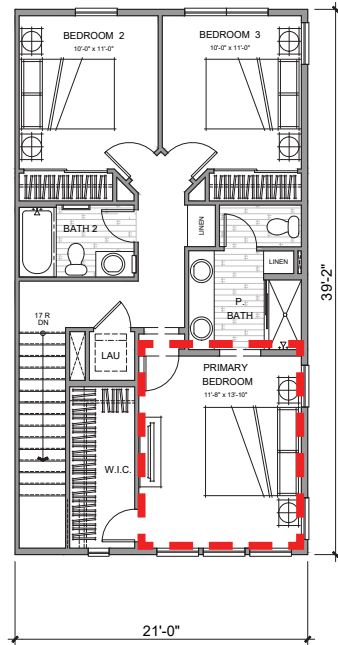 BEDROOM 2
10'-0" x 11'-0"
BEDROOM 3
10'-0" x 11'-0"
BATH 2
LINEN
LINEN
P.
BATH
39'-2"
17 R
DN
LAU
PRIMARY
BEDROOM
11'-8" x 13'-10"
W.I.C.
21'-0"